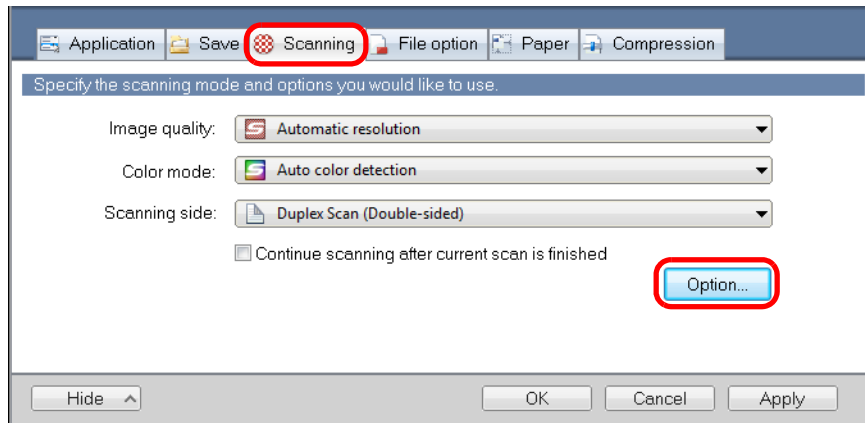 Application Save Scanning File option Paper Compression
Specify the scanning mode and options you would like to use.
Image quality: Automatic resolution
Color mode: Auto color detection
Scanning side: Duplex Scan (Double-sided)
Continue scanning after current scan is finished
Option...
Hide OK Cancel Apply